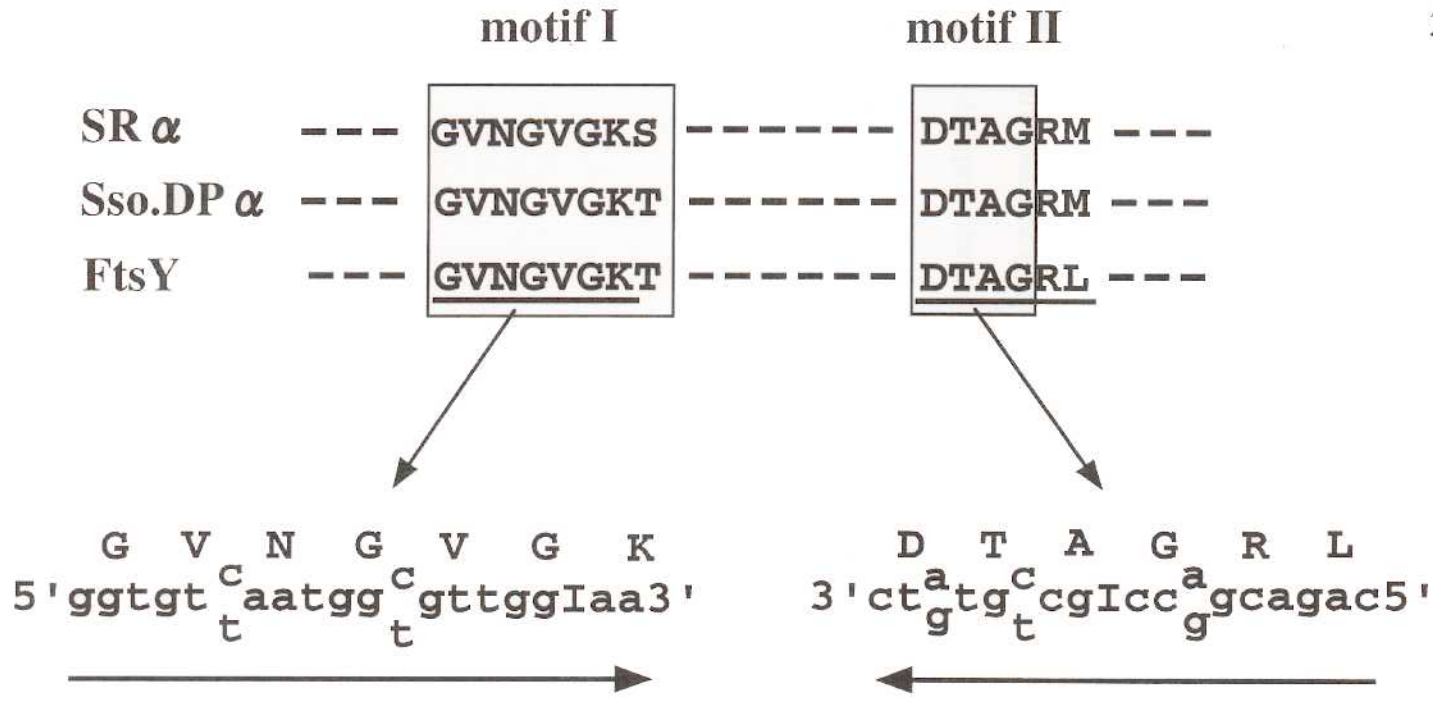 motif I motif II
SR α --- GVNGVGKS ------- DTAGRM ---
Sso.DP α --- GVNGVGKT ------- DTAGRM ---
FtsY --- GVNGVGKT ------- DTAGRL ---
G V N G V G K D T A G R L
5'ggtgt c/t aatgg c/t gttggIaa3' 3'ct a/g tg c/t cgIcc a/g gcagac5'